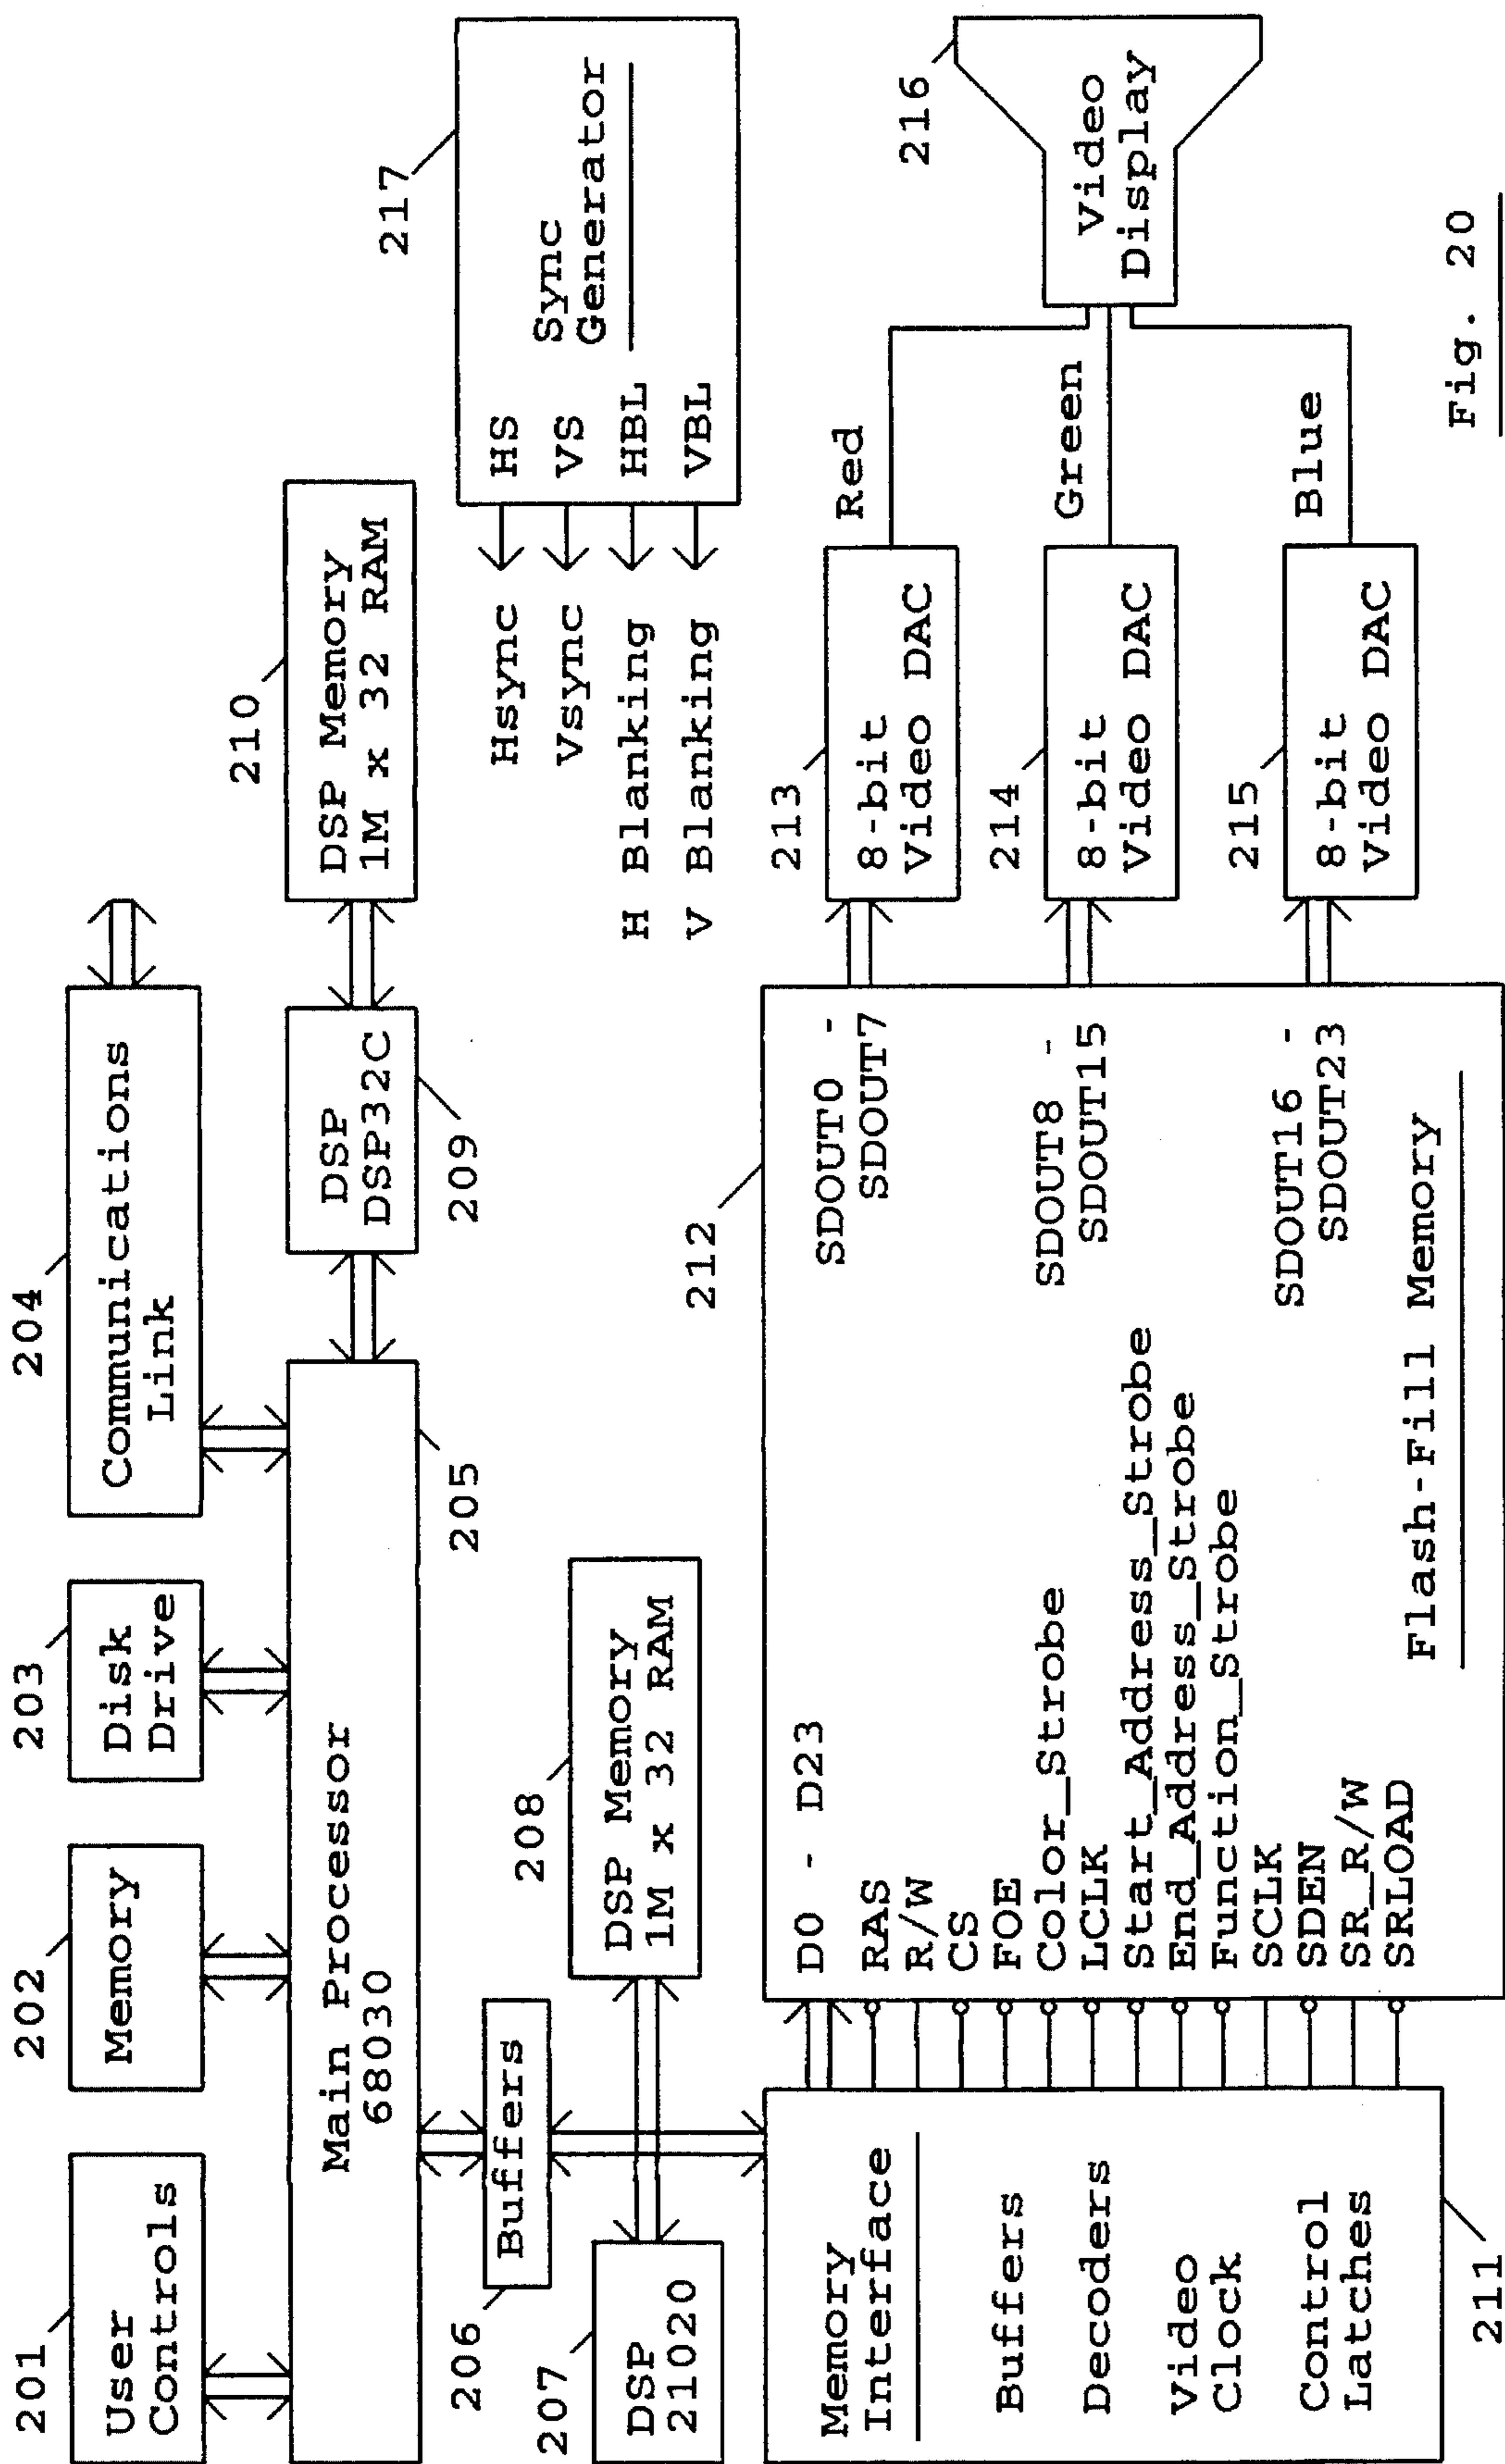 201
User
Controls
202
Memory
203
Disk
Drive
204
Communications
Link
Main Processor
68030
205
DSP
DSP32C
209
210
DSP Memory
1M x 32 RAM
206
Buffers
207
DSP
21020
208
DSP Memory
1M x 32 RAM
217
HS
VS
HBL
VBL
Sync
Generator
Hsync
Vsync
H Blanking
V Blanking
Memory
Interface
Buffers
Decoders
Video
Clock
Control
Latches
211
212
D0 - D23
RAS
R/W
CS
FOE
Color_Strobe
LCLK
Start_Address_Strobe
End_Address_Strobe
Function_Strobe
SCLK
SDEN
SR_R/W
SRLOAD
SDOUT0 -
SDOUT7
SDOUT8 -
SDOUT15
SDOUT16 -
SDOUT23
Flash-Fill Memory
213
8-bit
Video DAC
214
8-bit
Video DAC
215
8-bit
Video DAC
Red
Green
Blue
216
Video
Display
Fig. 20